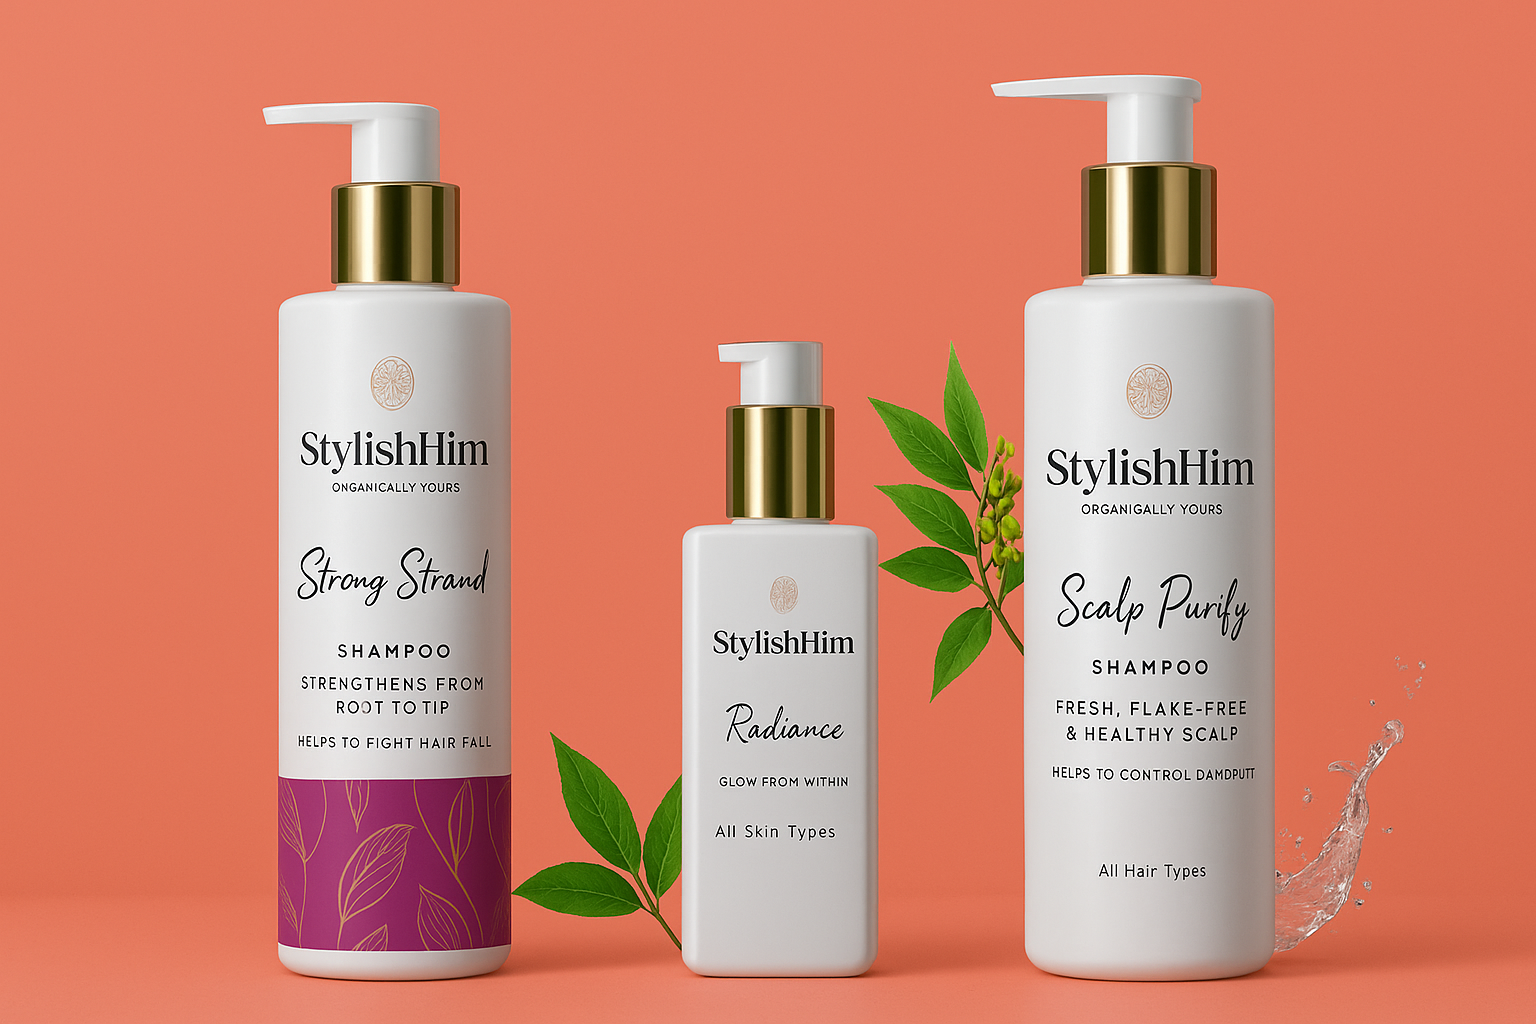 StylishHim
ORGANICALLY YOURS
Strong Strand
SHAMPOO
STRENGTHENS FROM
ROOT TO TIP
HELPS TO FIGHT HAIR FALL
StylishHim
Radiance
GLOW FROM WITHIN
All Skin Types
StylishHim
ORGANIGALLY YOURS
Scalp Purify
SHAMPOO
FRESH, FLAKE-FREE
& HEALTHY SCALP
HELPS TO CONTROL DAMDPUTT
All Hair Types